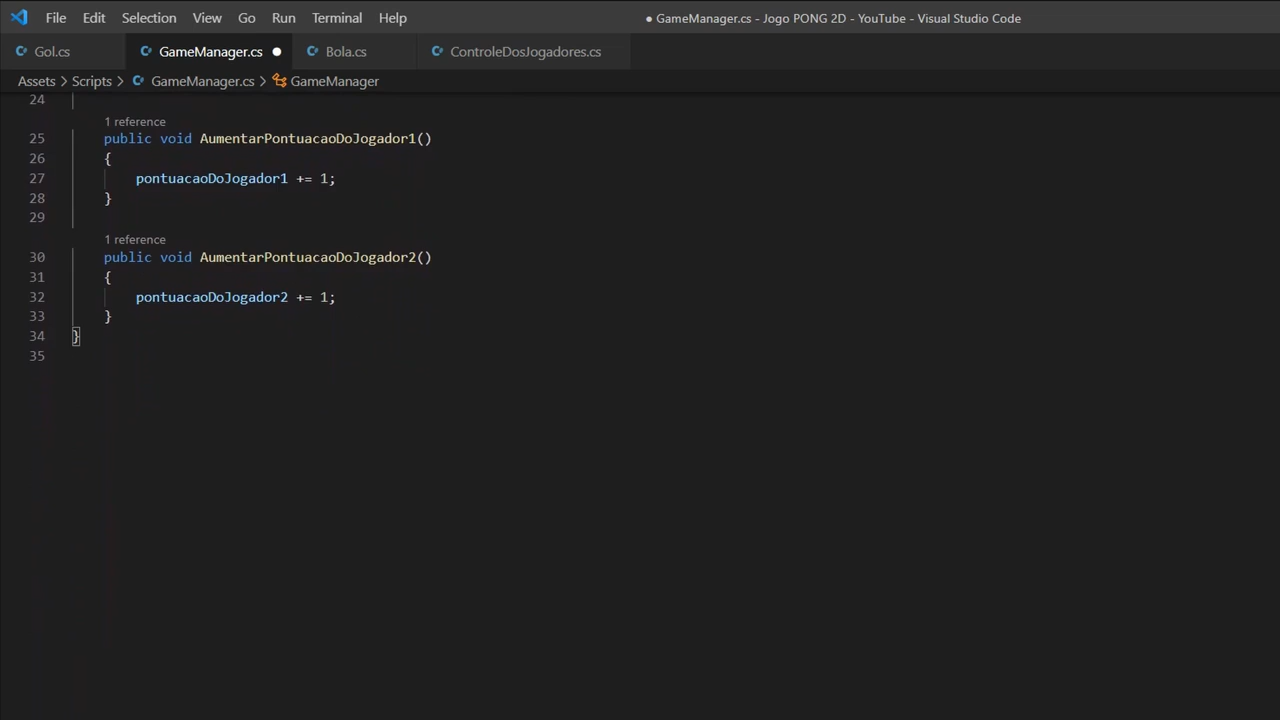 File Edit Selection View Go Run Terminal Help ● GameManager.cs - Jogo PONG 2D - YouTube - Visual Studio Code
Gol.cs GameManager.cs ● Bola.cs ControleDosJogadores.cs
Assets > Scripts > GameManager.cs > GameManager
24
1 reference
25 public void AumentarPontuacaoDoJogador1()
26 {
27 pontuacaoDoJogador1 += 1;
28 }
29
1 reference
30 public void AumentarPontuacaoDoJogador2()
31 {
32 pontuacaoDoJogador2 += 1;
33 }
34 }
35